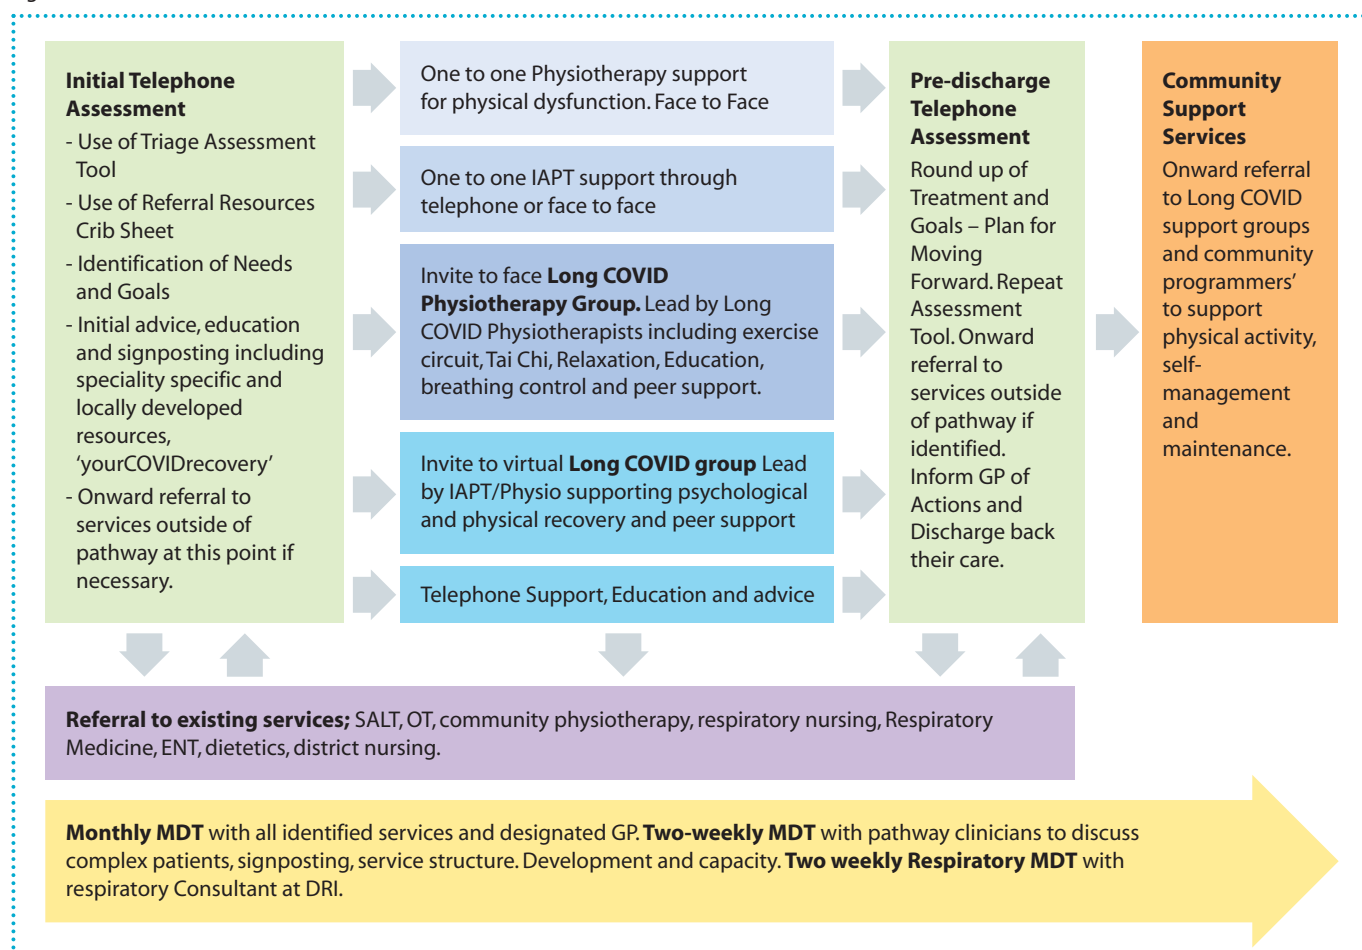 Initial Telephone
Assessment
- Use of Triage Assessment
Tool
- Use of Referral Resources
Crib Sheet
- Identification of Needs
and Goals
- Initial advice, education
and signposting including
speciality specific and
locally developed
resources,
‘yourCOVIDrecovery’
- Onward referral to
services outside of
pathway at this point if
necessary.
One to one Physiotherapy support
for physical dysfunction. Face to Face
One to one IAPT support through
telephone or face to face
Invite to face Long COVID
Physiotherapy Group. Lead by Long
COVID Physiotherapists including exercise
circuit, Tai Chi, Relaxation, Education,
breathing control and peer support.
Invite to virtual Long COVID group Lead
by IAPT/Physio supporting psychological
and physical recovery and peer support
Telephone Support, Education and advice
Pre-discharge
Telephone
Assessment
Round up of
Treatment and
Goals – Plan for
Moving
Forward. Repeat
Assessment
Tool. Onward
referral to
services outside
of pathway if
identified.
Inform GP of
Actions and
Discharge back
their care.
Community
Support
Services
Onward referral
to Long COVID
support groups
and community
programmers’
to support
physical activity,
self-
management
and
maintenance.
Referral to existing services; SALT, OT, community physiotherapy, respiratory nursing, Respiratory
Medicine, ENT, dietetics, district nursing.
Monthly MDT with all identified services and designated GP. Two-weekly MDT with pathway clinicians to discuss
complex patients, signposting, service structure. Development and capacity. Two weekly Respiratory MDT with
respiratory Consultant at DRI.